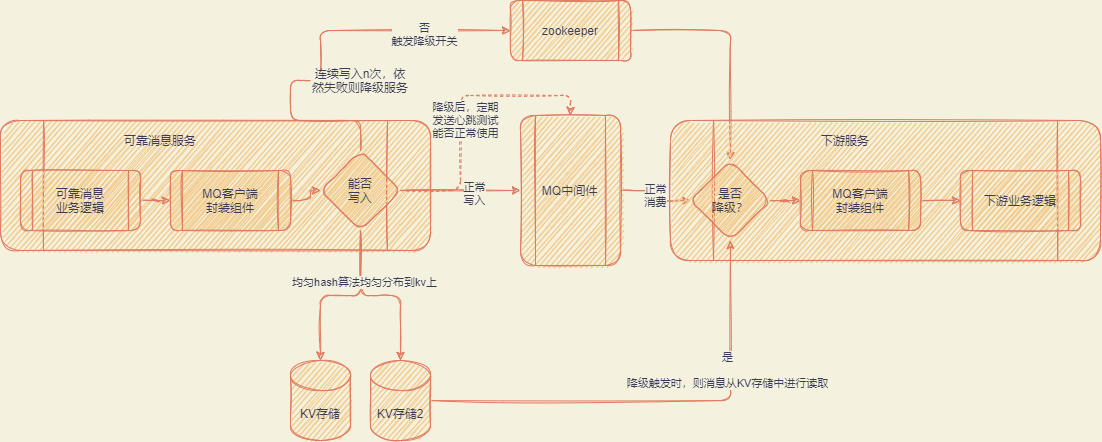 否
触发降级开关
zookeeper
连续写入n次，依
然失败则降级服务
降级后，定期
发送心跳测试
能否正常使用
可靠消息服务
下游服务
可靠消息
业务逻辑
MQ客户端
封装组件
能否
写入
正常
写入
MQ中间件
正常
消费
是否
降级？
MQ客户端
封装组件
下游业务逻辑
均匀hash算法均匀分布到kv上
是
降级触发时，则消息从KV存储中进行读取
KV存储
KV存储2